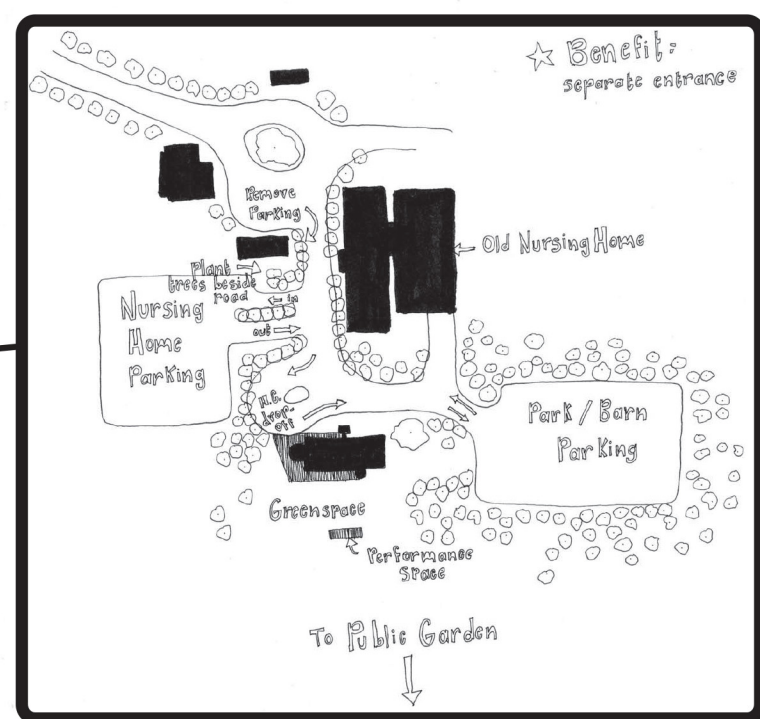 ☆ Benefit:
separate entrance
Remove
Parking
Old Nursing Home
Plant
trees beside
road
in
out
Nursing
Home
Parking
H.C.
drop-
off
Park / Barn
Parking
Greenspace
Performance
Space
To Public Garden